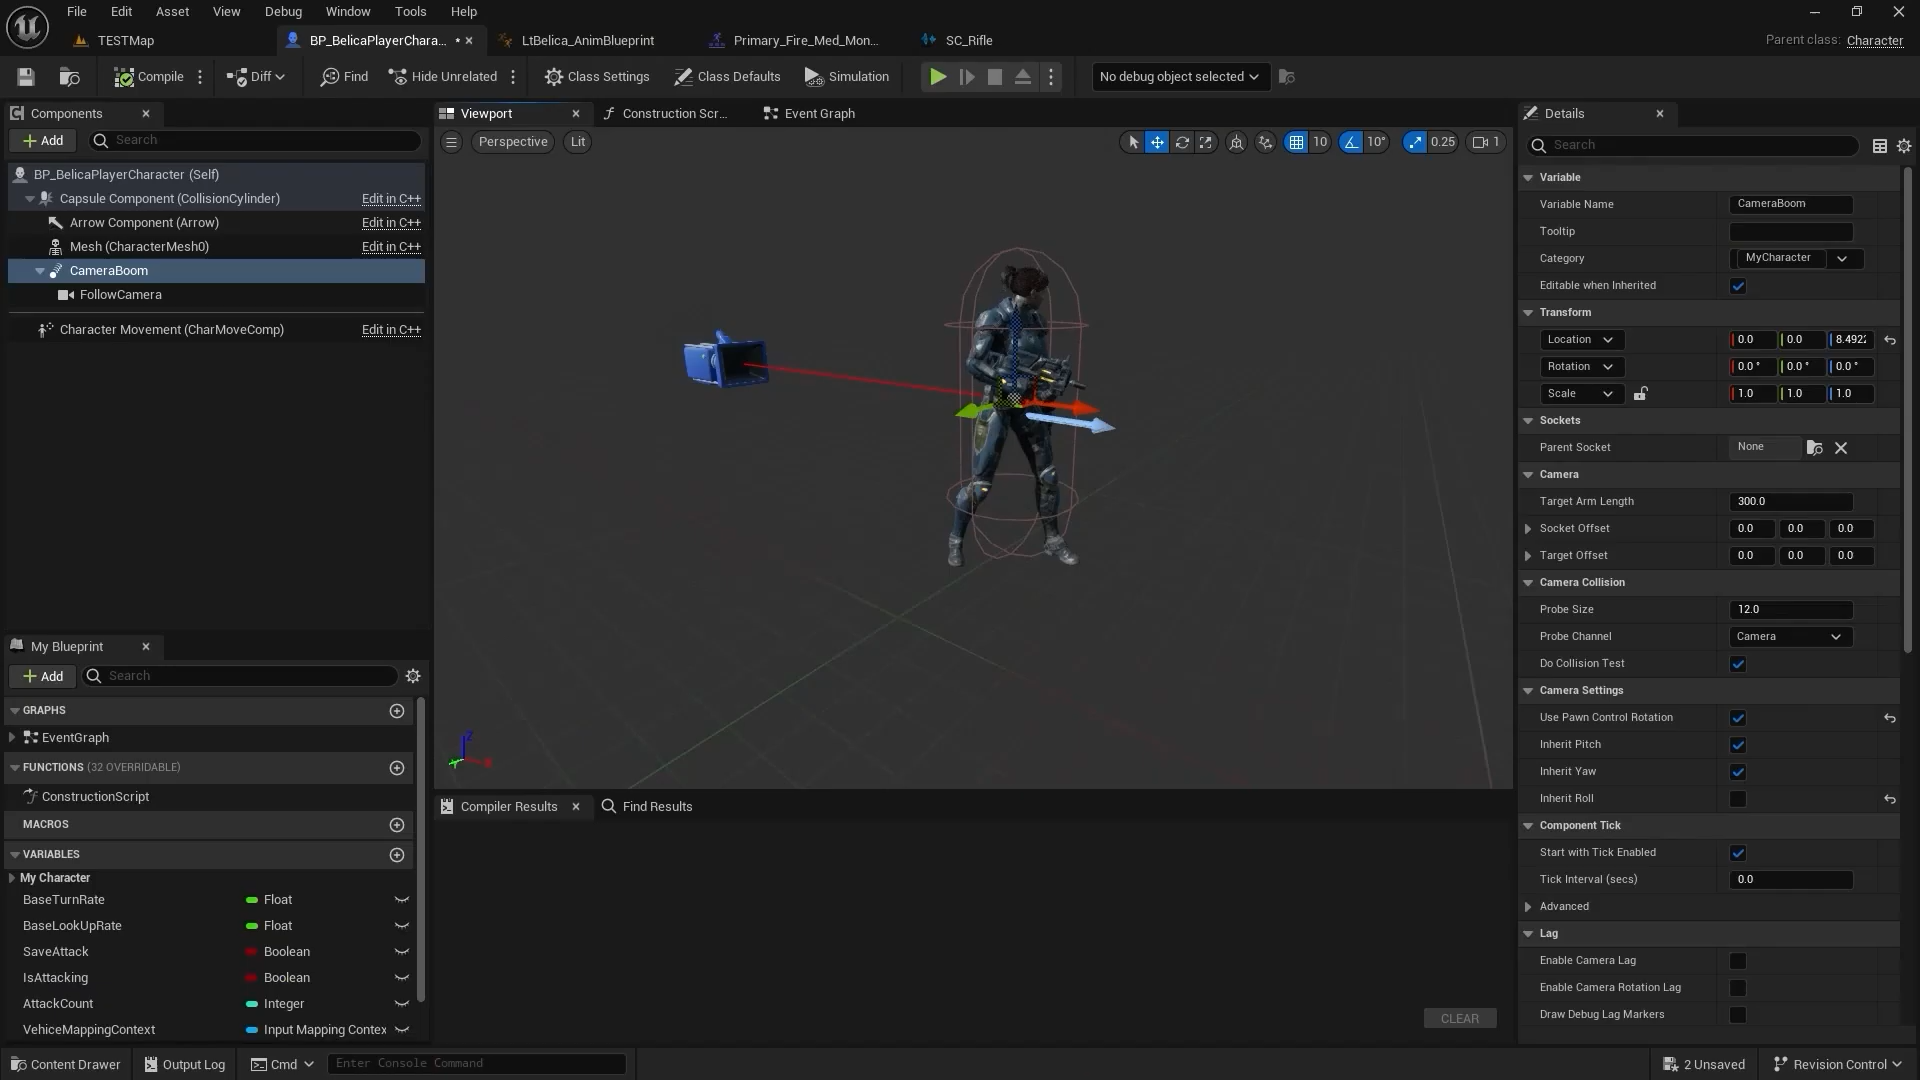 File Edit Asset View Debug Window Tools Help
TESTMap
BP_BelicaPlayerChara...
LtBelica_AnimBlueprint
Primary_Fire_Med_Mon...
SC_Rifle
Parent class: Character
Compile
Diff
Find
Hide Unrelated
Class Settings
Class Defaults
Simulation
No debug object selected
Components
Add
Search
BP_BelicaPlayerCharacter (Self)
Capsule Component (CollisionCylinder) Edit in C++
Arrow Component (Arrow) Edit in C++
Mesh (CharacterMesh0) Edit in C++
CameraBoom
FollowCamera
Character Movement (CharMoveComp) Edit in C++
My Blueprint
Add
Search
GRAPHS
EventGraph
FUNCTIONS (32 OVERRIDABLE)
ConstructionScript
MACROS
VARIABLES
My Character
BaseTurnRate Float
BaseLookUpRate Float
SaveAttack Boolean
IsAttacking Boolean
AttackCount Integer
VehiceMappingContext Input Mapping Contex
Viewport
Construction Scr...
Event Graph
Perspective
Lit
10
10°
0.25
1
Z
Compiler Results
Find Results
CLEAR
Details
Search
Variable
Variable Name CameraBoom
Tooltip
Category MyCharacter
Editable when Inherited
Transform
Location 0.0 0.0 8.4922
Rotation 0.0 ° 0.0 ° 0.0 °
Scale 1.0 1.0 1.0
Sockets
Parent Socket None
Camera
Target Arm Length 300.0
Socket Offset 0.0 0.0 0.0
Target Offset 0.0 0.0 0.0
Camera Collision
Probe Size 12.0
Probe Channel Camera
Do Collision Test
Camera Settings
Use Pawn Control Rotation
Inherit Pitch
Inherit Yaw
Inherit Roll
Component Tick
Start with Tick Enabled
Tick Interval (secs) 0.0
Advanced
Lag
Enable Camera Lag
Enable Camera Rotation Lag
Draw Debug Lag Markers
Content Drawer
Output Log
Cmd
Enter Console Command
2 Unsaved
Revision Control